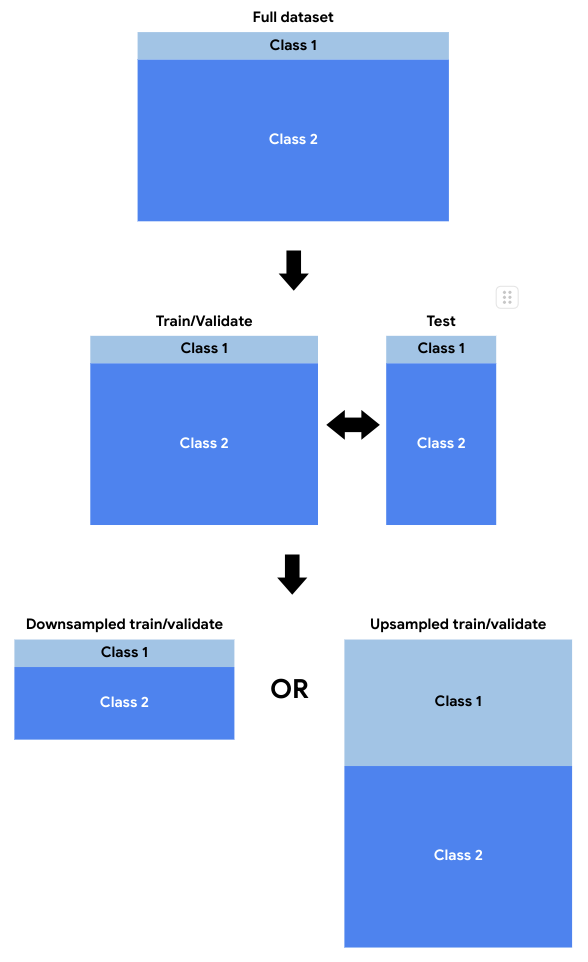 Full dataset
Class 1
Class 2
Train/Validate
Test
Class 1
Class 1
Class 2
Class 2
Downsampled train/validate
Upsampled train/validate
Class 1
Class 2
OR
Class 1
Class 2